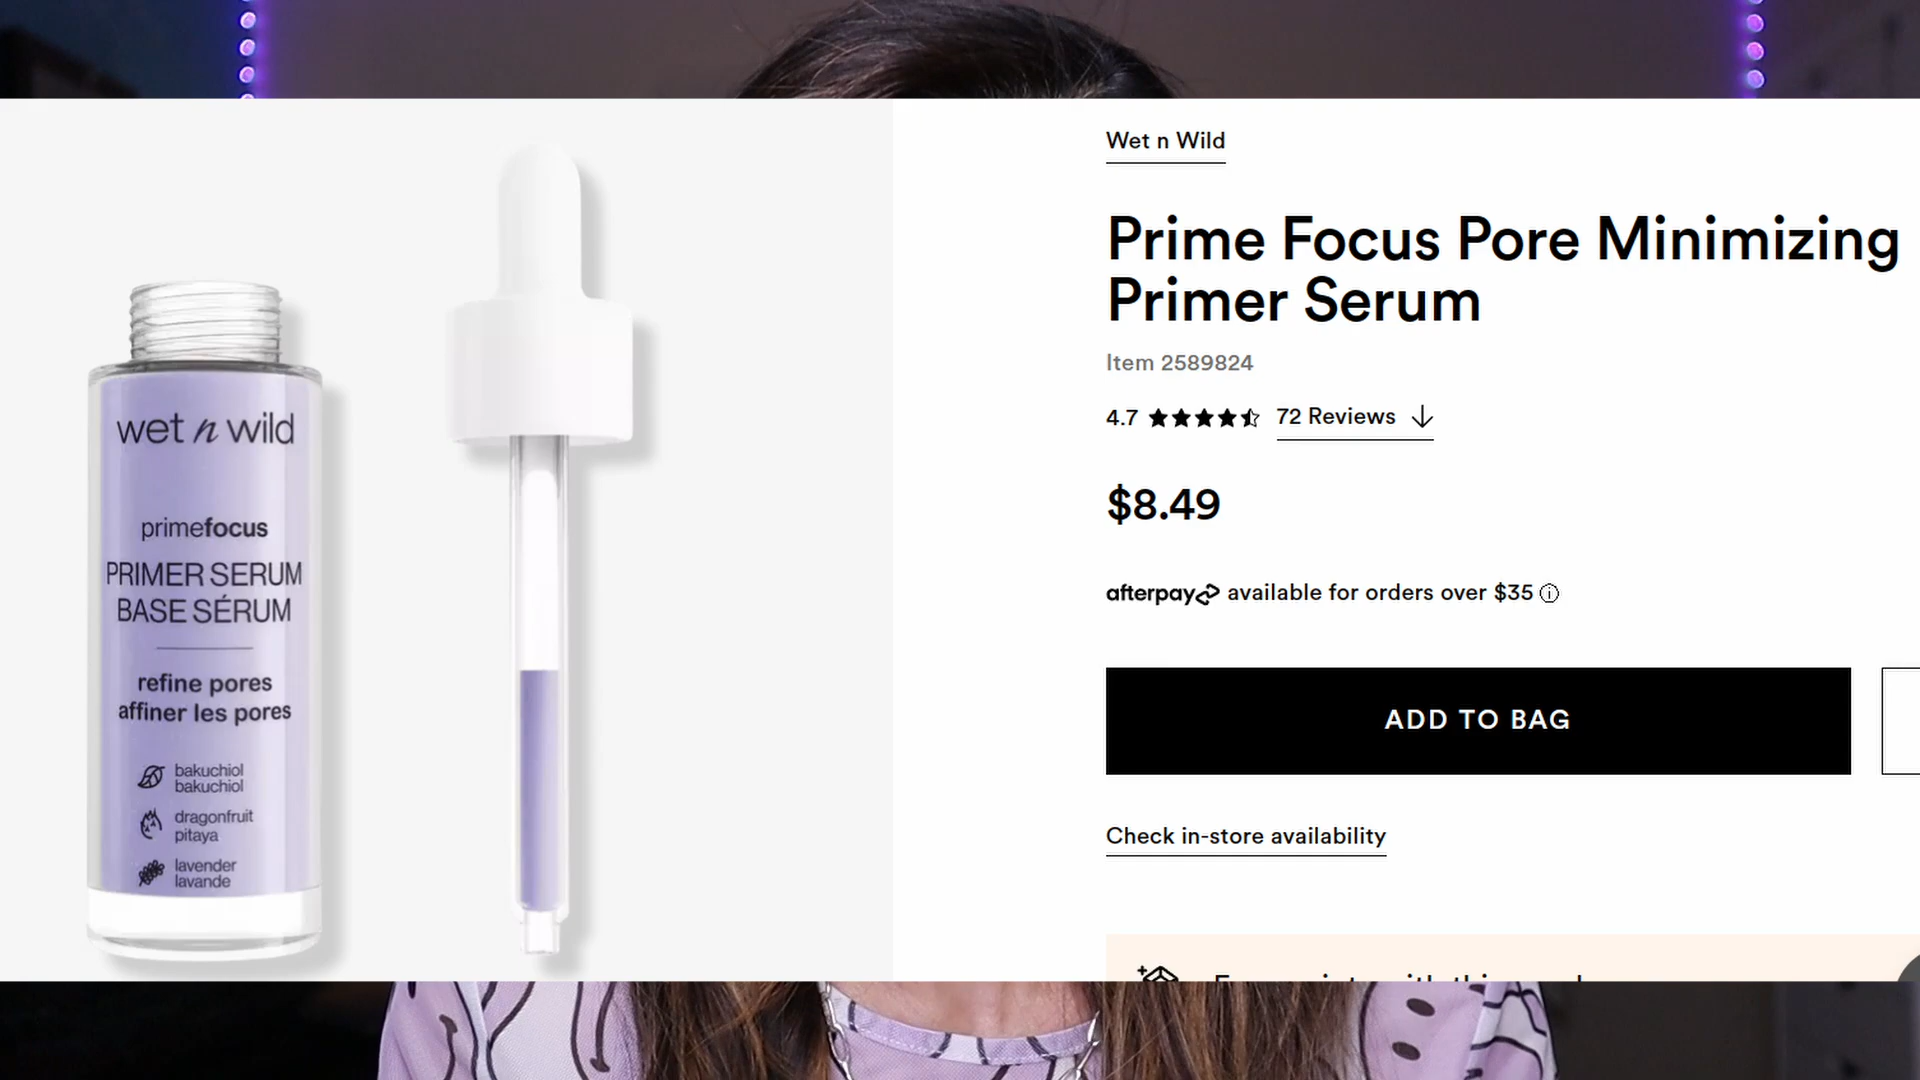 wet n wild
primefocus
PRIMER SERUM
BASE SÉRUM
refine pores
affiner les pores
bakuchiol
bakuchiol
dragonfruit
pitaya
lavender
lavande
Wet n Wild
Prime Focus Pore Minimizing
Primer Serum
Item 2589824
4.7 72 Reviews
$8.49
afterpay available for orders over $35
ADD TO BAG
Check in-store availability